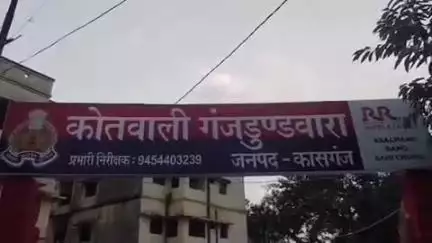 कोतवाली गंजडुण्डवारा
प्रभारी निरीक्षक : 9454403239
जनपद - कासगंज